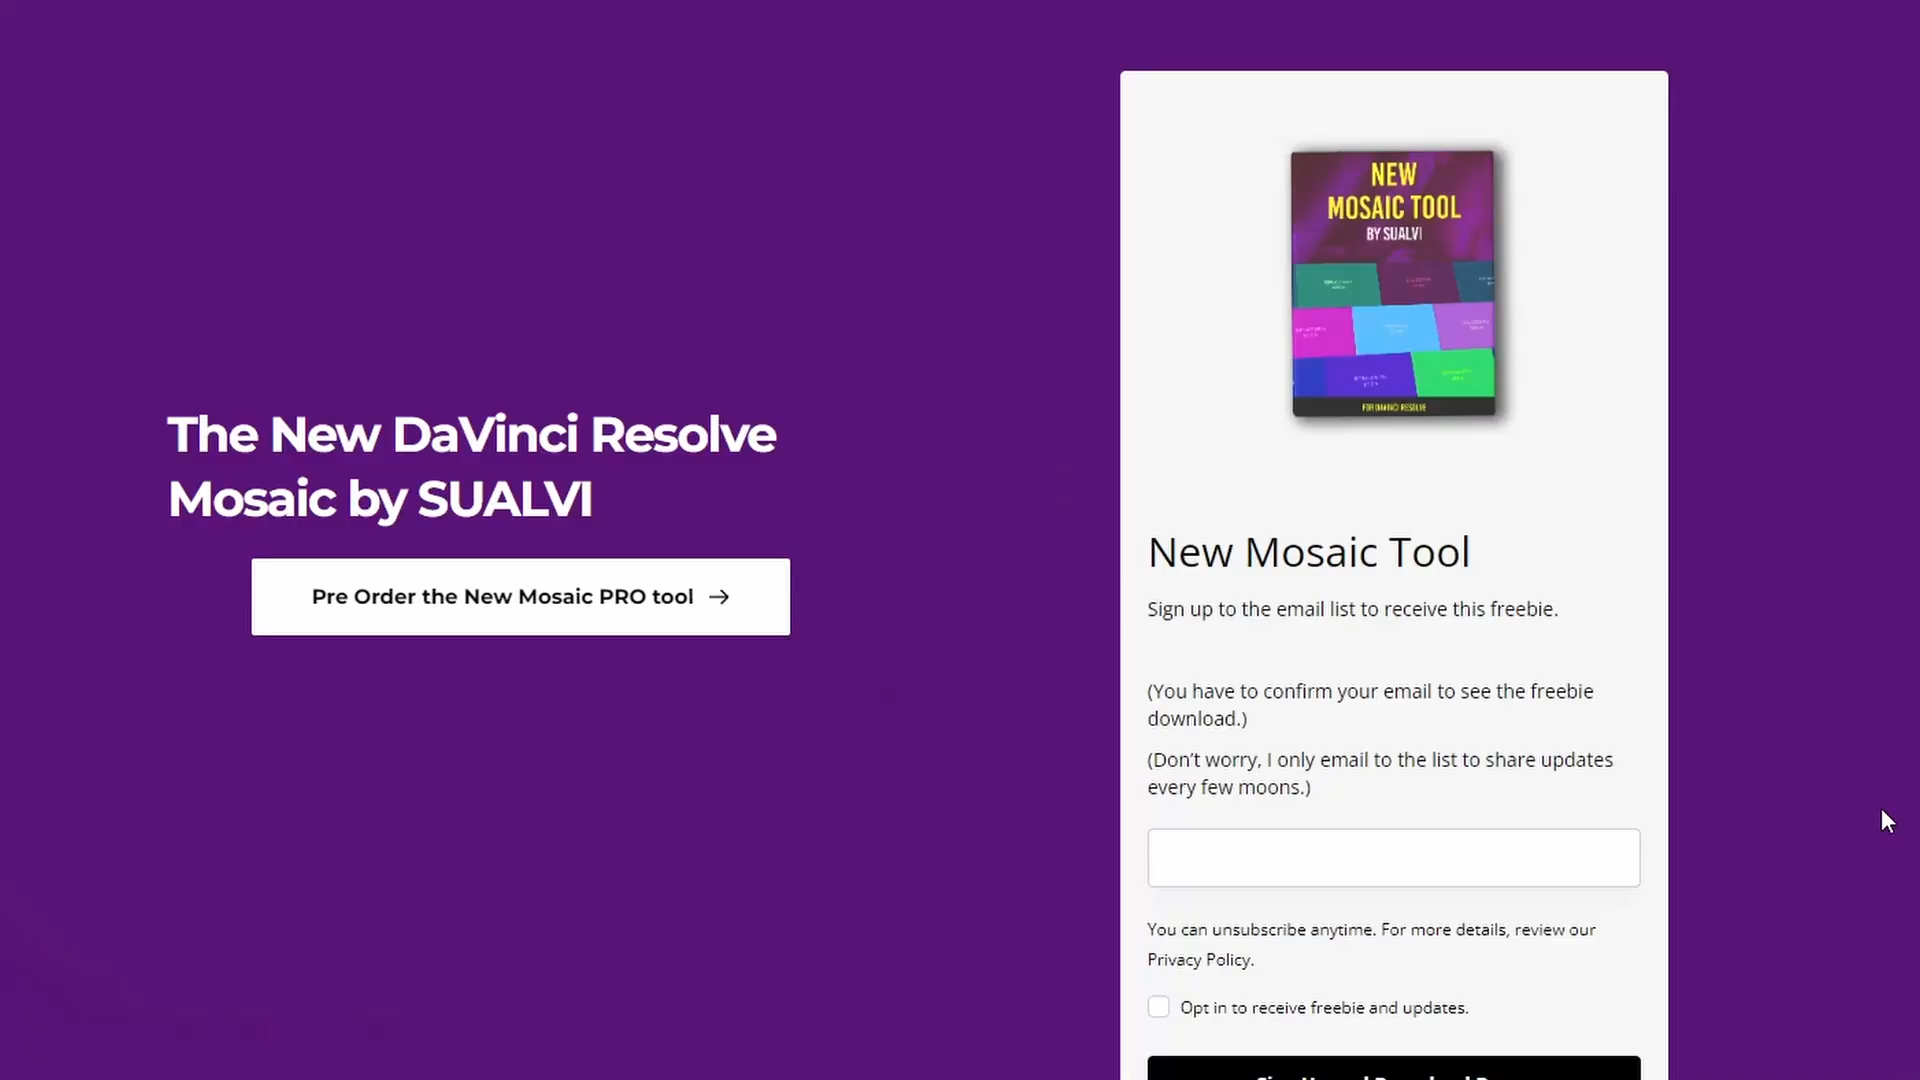 The New DaVinci Resolve
Mosaic by SUALVI
Pre Order the New Mosaic PRO tool →
NEW
MOSAIC TOOL
BY SUALVI
FOR DAVINCI RESOLVE
New Mosaic Tool
Sign up to the email list to receive this freebie.
(You have to confirm your email to see the freebie
download.)
(Don’t worry, I only email to the list to share updates
every few moons.)
You can unsubscribe anytime. For more details, review our
Privacy Policy.
Opt in to receive freebie and updates.